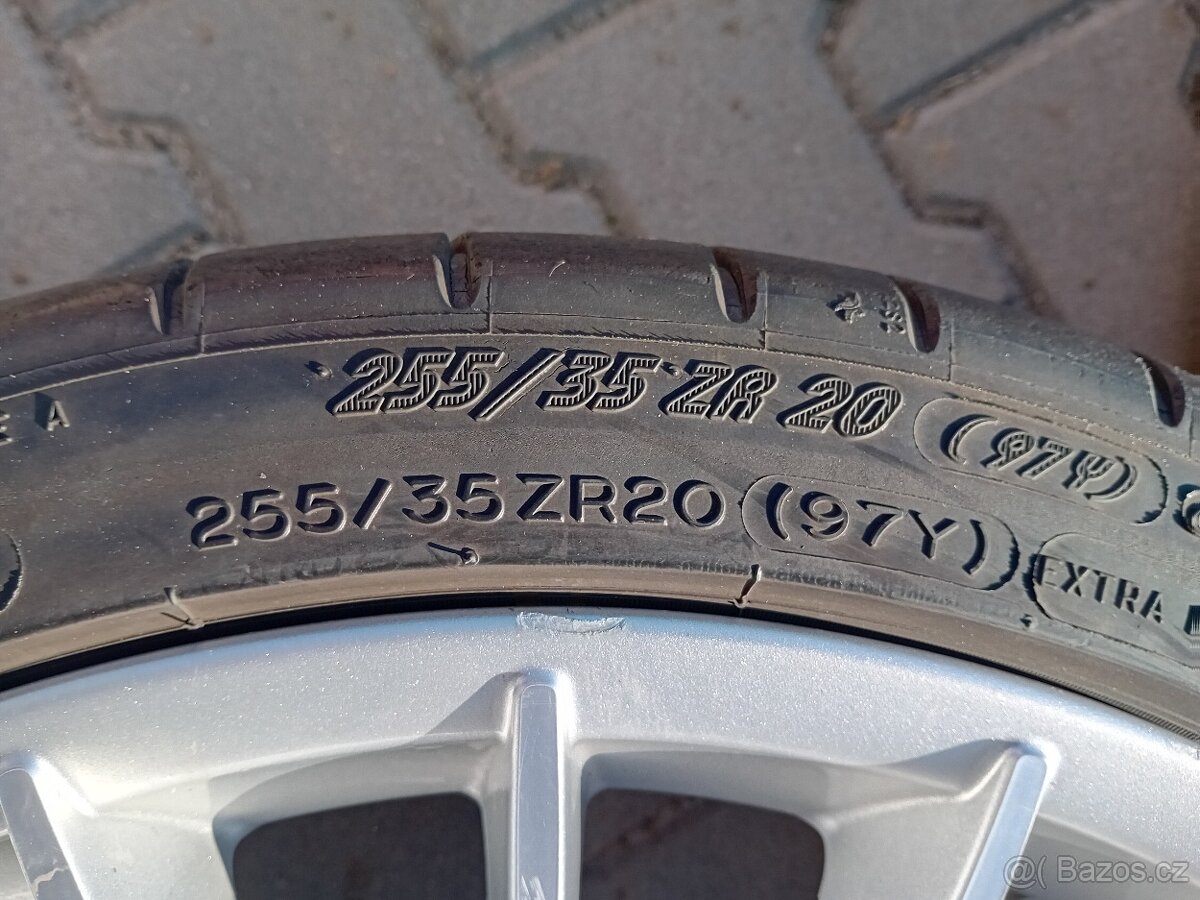 255/35 ZR 20 (97Y)
E A
255/35ZR20 (97Y) EXTRA
@ Bazos.cz